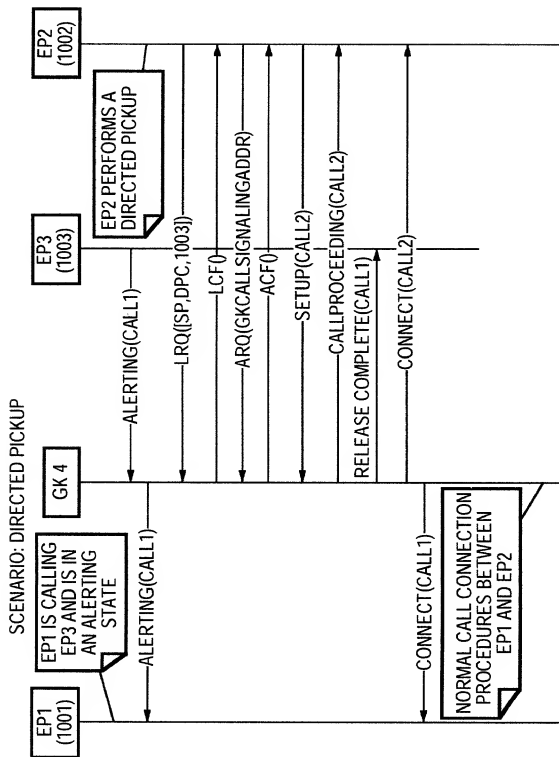 SCENARIO: DIRECTED PICKUP
EP1
(1001)
GK 4
EP3
(1003)
EP2
(1002)
EP1 IS CALLING
EP3 AND IS IN
AN ALERTING
STATE
EP2 PERFORMS A
DIRECTED PICKUP
ALERTING(CALL1)
ALERTING(CALL1)
LRQ([SP,DPC,1003])
LCF()
ARQ(GKCALLSIGNALINGADDR)
ACF()
SETUP(CALL2)
CALLPROCEEDING(CALL2)
RELEASE COMPLETE(CALL1)
CONNECT(CALL2)
CONNECT(CALL1)
NORMAL CALL CONNECTION
PROCEDURES BETWEEN
EP1 AND EP2